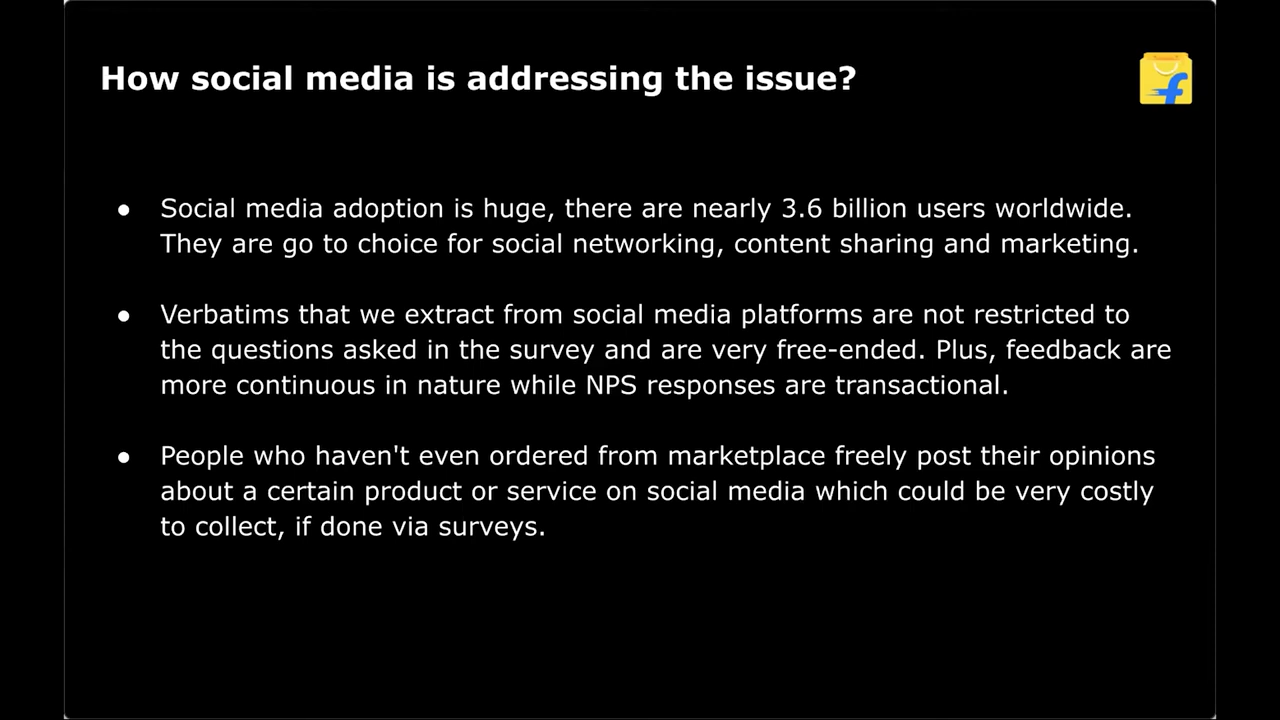 How social media is addressing the issue?
● Social media adoption is huge, there are nearly 3.6 billion users worldwide.
They are go to choice for social networking, content sharing and marketing.
● Verbatims that we extract from social media platforms are not restricted to
the questions asked in the survey and are very free-ended. Plus, feedback are
more continuous in nature while NPS responses are transactional.
● People who haven't even ordered from marketplace freely post their opinions
about a certain product or service on social media which could be very costly
to collect, if done via surveys.